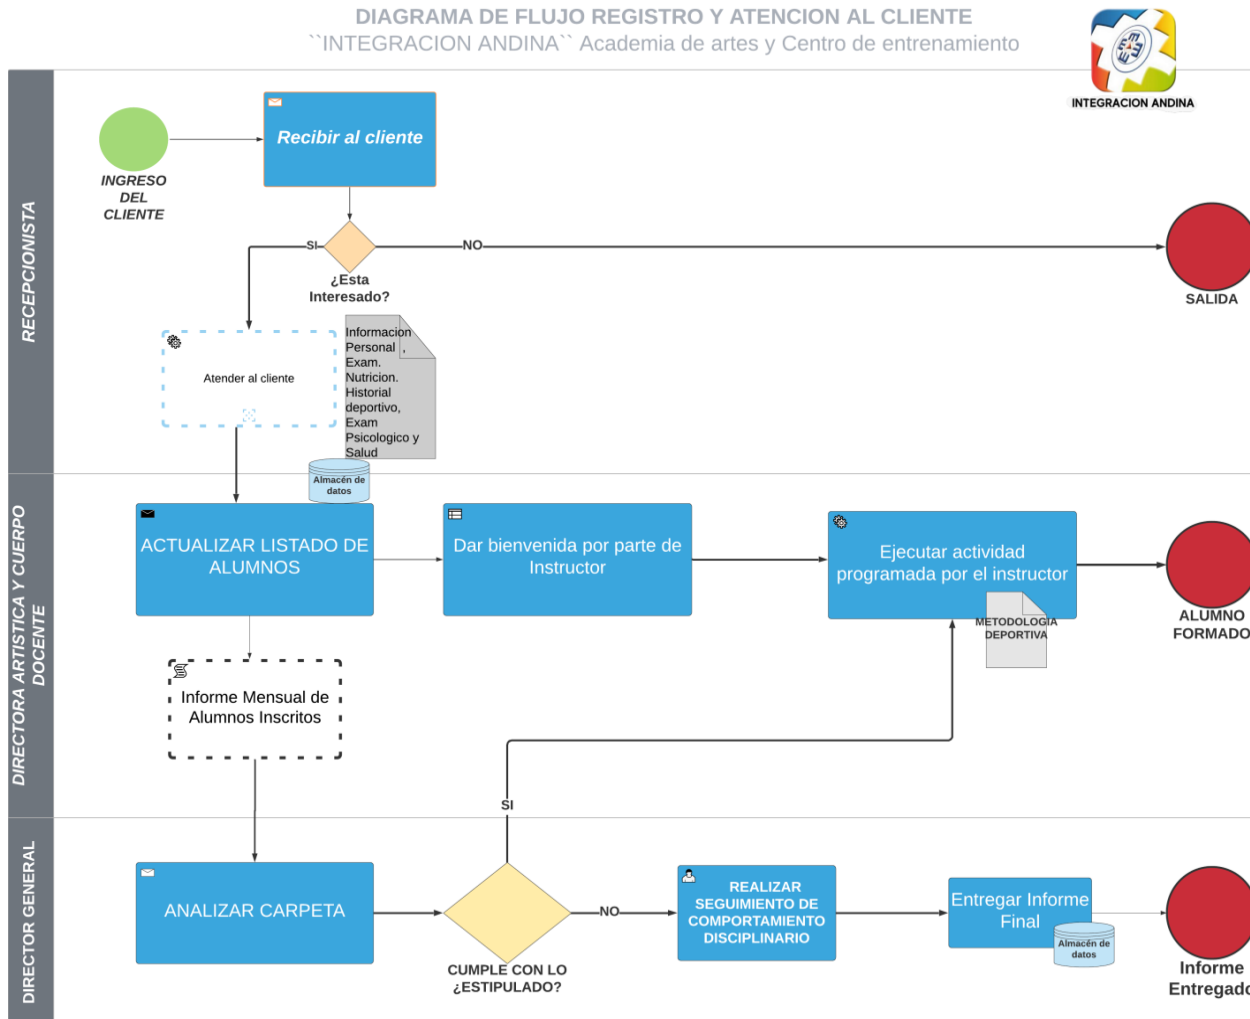 DIAGRAMA DE FLUJO REGISTRO Y ATENCION AL CLIENTE
``INTEGRACION ANDINA`` Academia de artes y Centro de entrenamiento
INTEGRACION ANDINA
RECEPCIONISTA
INGRESO
DEL
CLIENTE
Recibir al cliente
SI
NO
¿Esta
Interesado?
SALIDA
Atender al cliente
Informacion
Personal ,
Exam.
Nutricion.
Historial
deportivo,
Exam
Psicologico y
Salud
Almacén de
datos
DIRECTORA ARTISTICA Y CUERPO
DOCENTE
ACTUALIZAR LISTADO DE
ALUMNOS
Dar bienvenida por parte de
Instructor
Ejecutar actividad
programada por el instructor
METODOLOGIA
DEPORTIVA
ALUMNO
FORMADO
Informe Mensual de
Alumnos Inscritos
SI
DIRECTOR GENERAL
ANALIZAR CARPETA
CUMPLE CON LO
¿ESTIPULADO?
NO
REALIZAR
SEGUIMIENTO DE
COMPORTAMIENTO
DISCIPLINARIO
Entregar Informe
Final
Almacén de
datos
Informe
Entregado